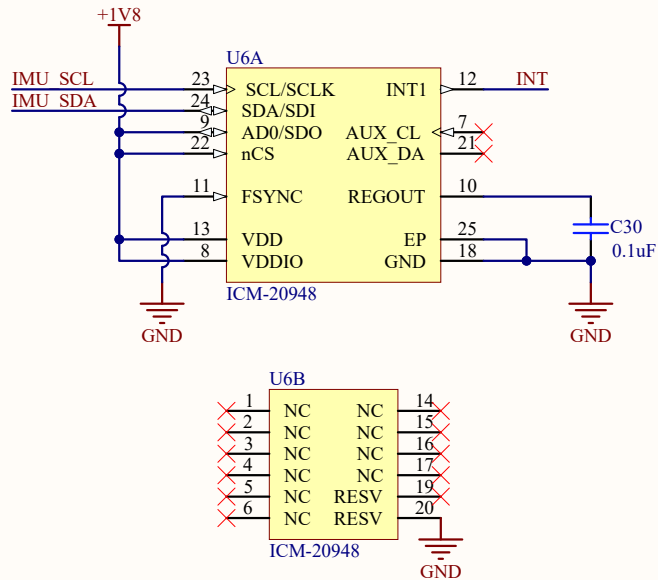 +1V8
U6A
IMU_SCL 23 SCL/SCLK INT1 12 INT
IMU_SDA 24 SDA/SDI
9 AD0/SDO AUX_CL 7
22 nCS AUX_DA 21
11 FSYNC REGOUT 10
13 VDD EP 25 C30
8 VDDIO GND 18 0.1uF
ICM-20948
GND GND
U6B
1 NC NC 14
2 NC NC 15
3 NC NC 16
4 NC NC 17
5 NC RESV 19
6 NC RESV 20
ICM-20948
GND